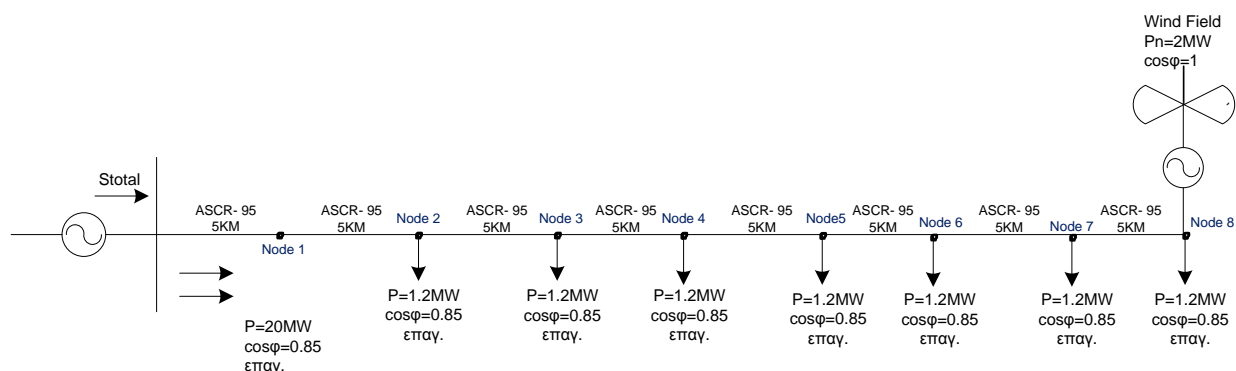 Wind Field
Pn=2MW
cosφ=1
Stotal
ASCR- 95
5KM
Node 1
ASCR- 95
5KM
Node 2
ASCR- 95
5KM
Node 3
ASCR- 95
5KM
Node 4
ASCR- 95
5KM
Node5
ASCR- 95
5KM
Node 6
ASCR- 95
5KM
Node 7
ASCR- 95
5KM
Node 8
P=20MW
cosφ=0.85
επαγ.
P=1.2MW
cosφ=0.85
επαγ.
P=1.2MW
cosφ=0.85
επαγ.
P=1.2MW
cosφ=0.85
επαγ.
P=1.2MW
cosφ=0.85
επαγ.
P=1.2MW
cosφ=0.85
επαγ.
P=1.2MW
cosφ=0.85
επαγ.
P=1.2MW
cosφ=0.85
επαγ.